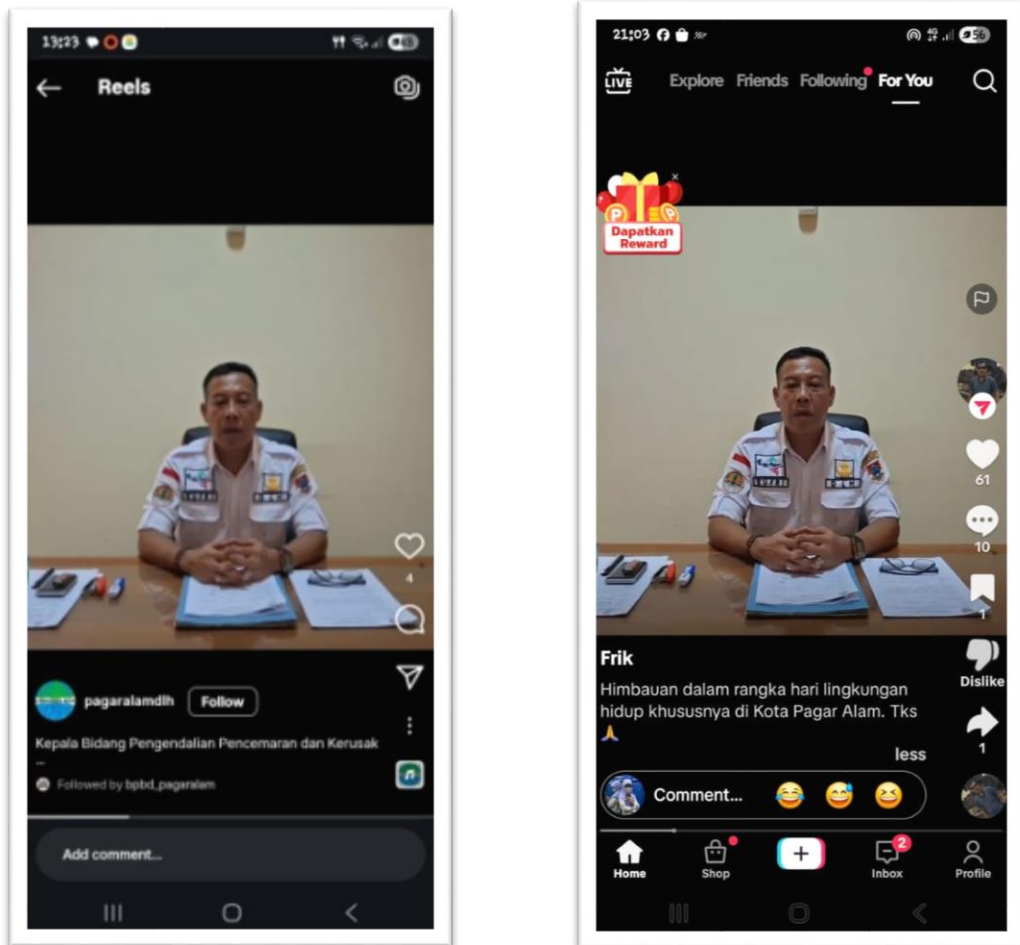 13:23
Reels
4
pagaralamdlh
Follow
Kepala Bidang Pengendalian Pencemaran dan Kerusak
...
Followed by bpbd_pagaralam
Add comment...
21:03
4G
56
LIVE
Explore
Friends
Following
For You
Dapatkan
Reward
61
10
1
Dislike
1
Frik
Himbauan dalam rangka hari lingkungan
hidup khususnya di Kota Pagar Alam. Tks
🙏
less
Comment...
Home
Shop
Inbox
2
Profile